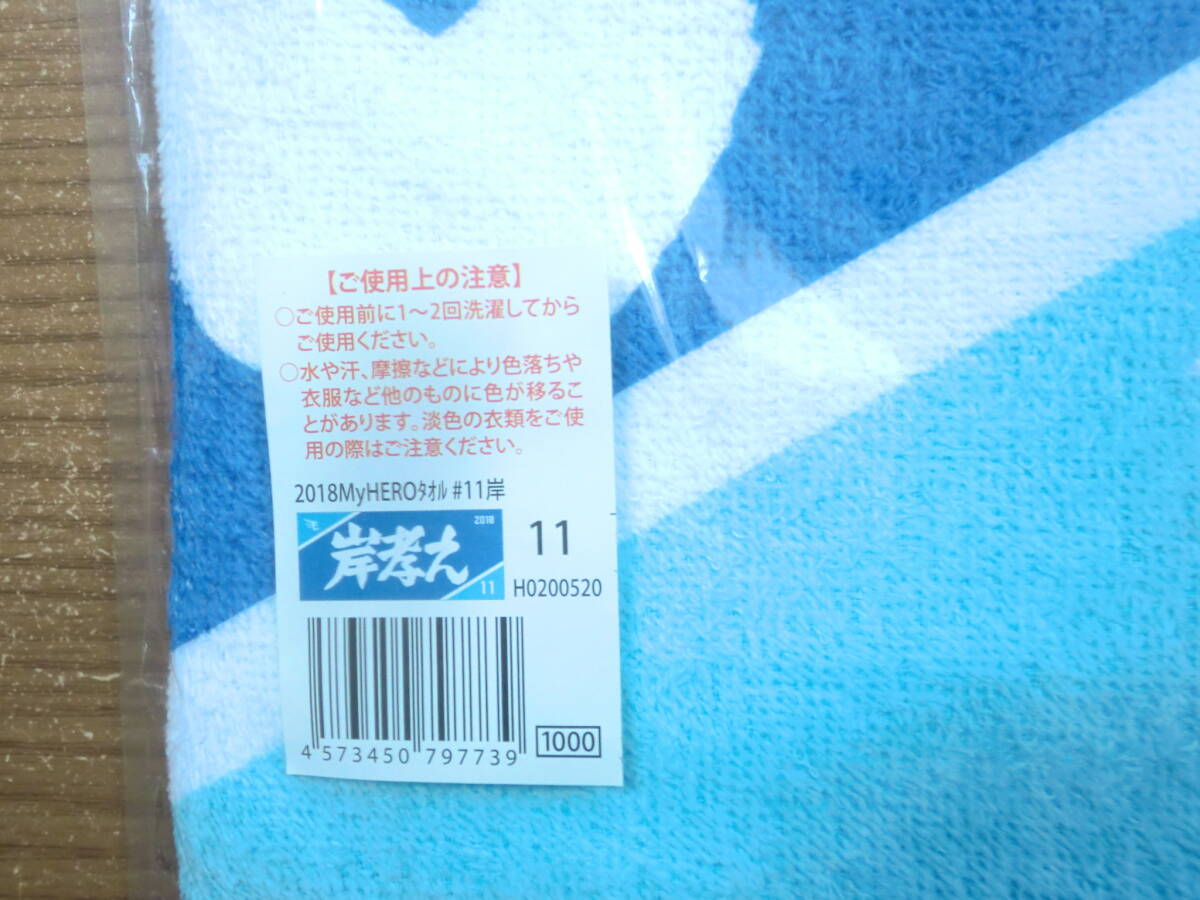 【ご使用上の注意】
○ご使用前に1〜2回洗濯してから
ご使用ください。
○水や汗、摩擦などにより色落ちや
衣服など他のものに色が移るこ
とがあります。淡色の衣類をご使
用の際はご注意ください。
2018MyHEROﾀｵﾙ #11岸
E 2018
岸孝之
11
11
H0200520
4 573450 797739
1000